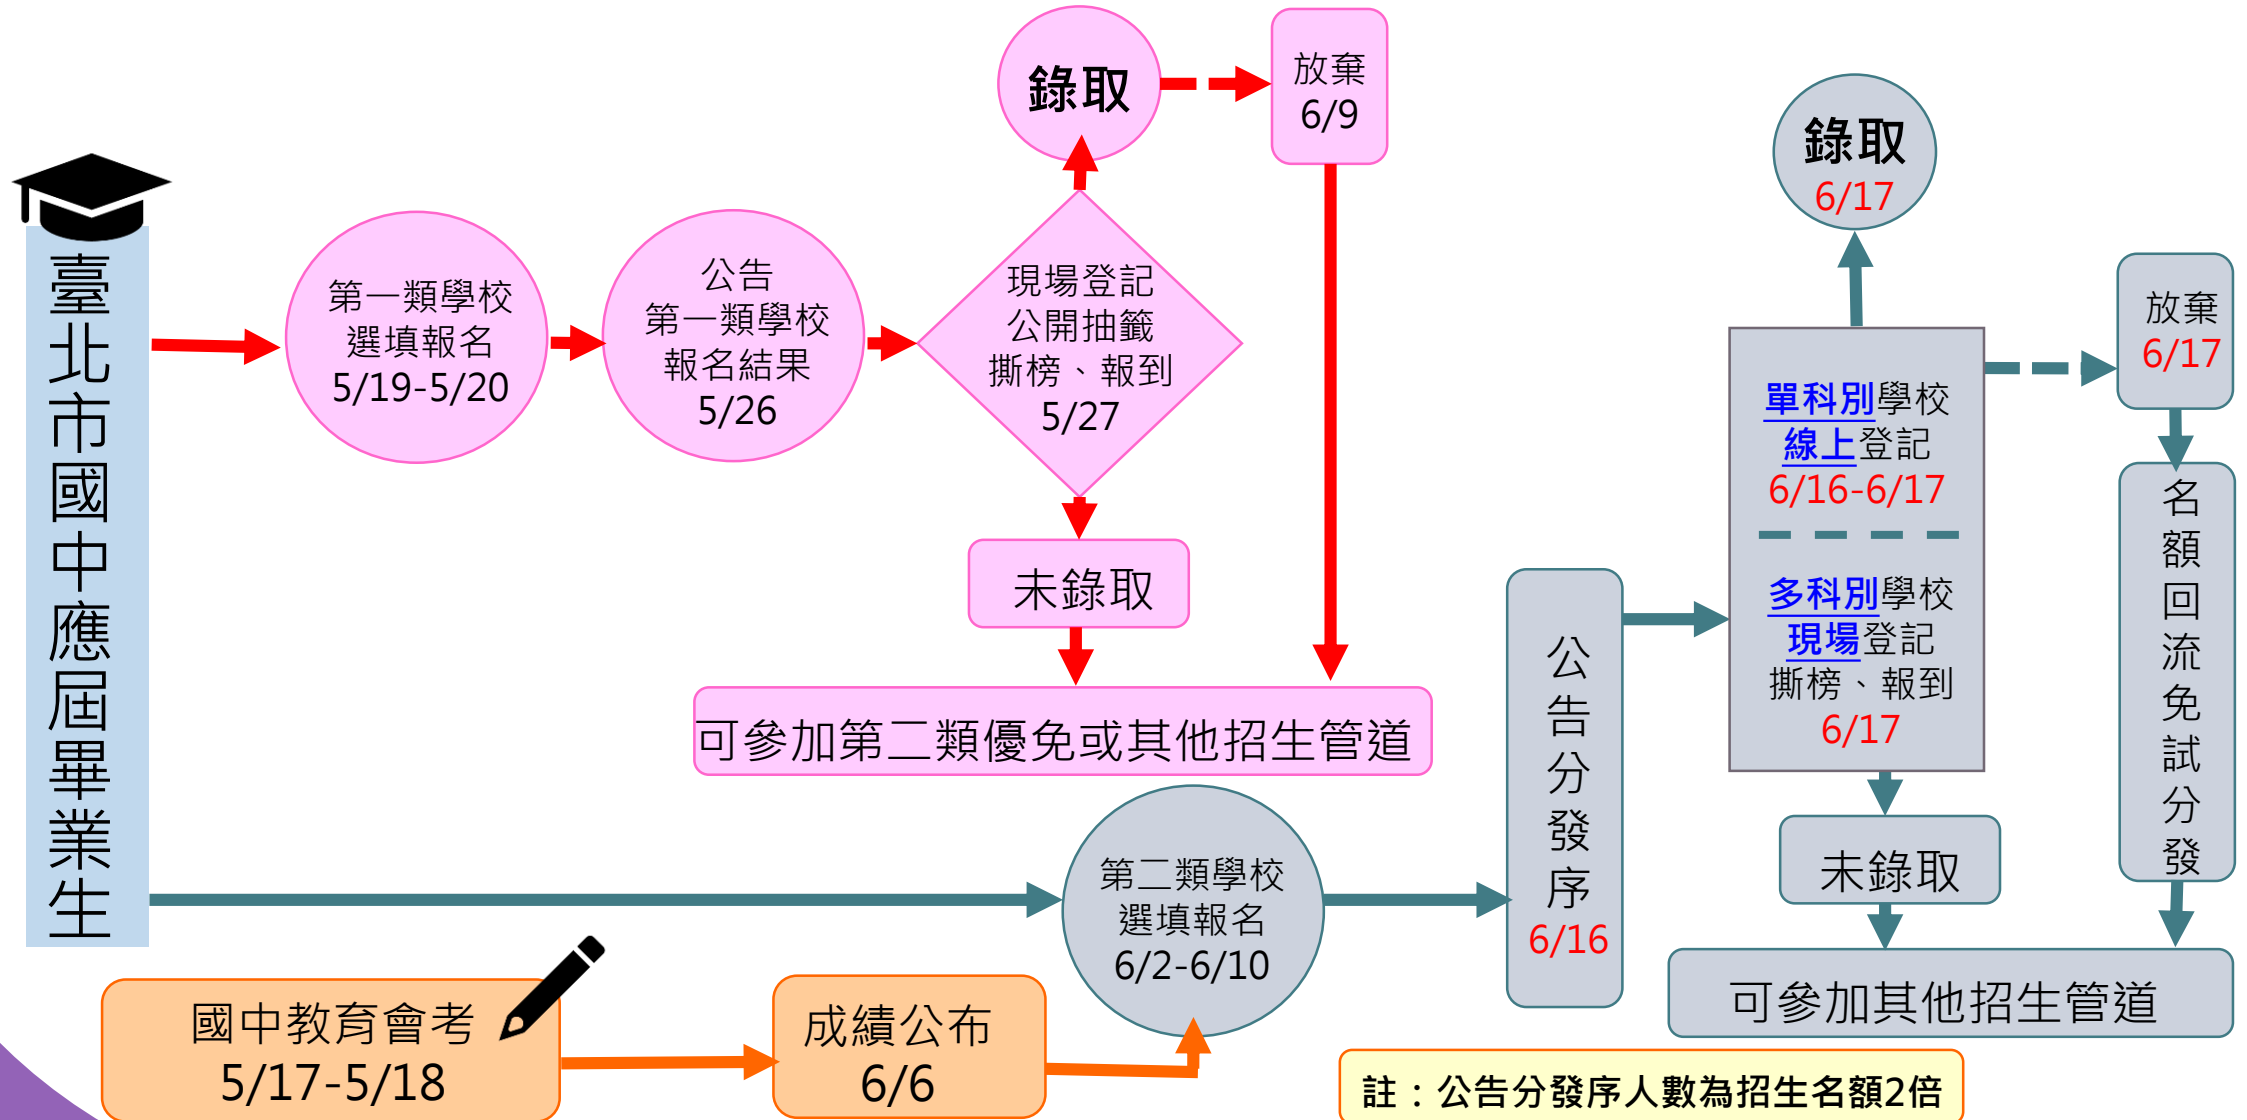 臺北市國中應屆畢業生
第一類學校
選填報名
5/19-5/20
公告
第一類學校
報名結果
5/26
現場登記
公開抽籤
撕榜、報到
5/27
錄取
放棄
6/9
未錄取
可參加第二類優免或其他招生管道
國中教育會考
5/17-5/18
成績公布
6/6
第二類學校
選填報名
6/2-6/10
公告分發序
6/16
單科別學校
線上登記
6/16-6/17
多科別學校
現場登記
撕榜、報到
6/17
錄取
6/17
放棄
6/17
名額回流免試分發
未錄取
可參加其他招生管道
註：公告分發序人數為招生名額2倍